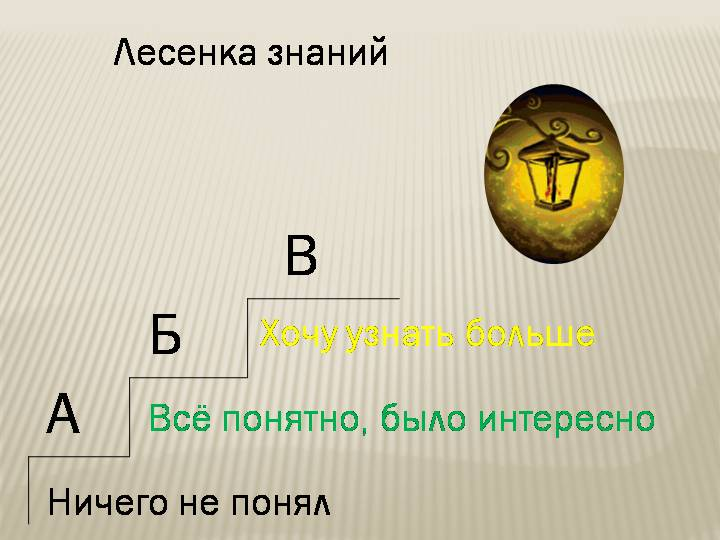 Лесенка знаний
В
Б
Хочу узнать больше
А
Всё понятно, было интересно
Ничего не понял